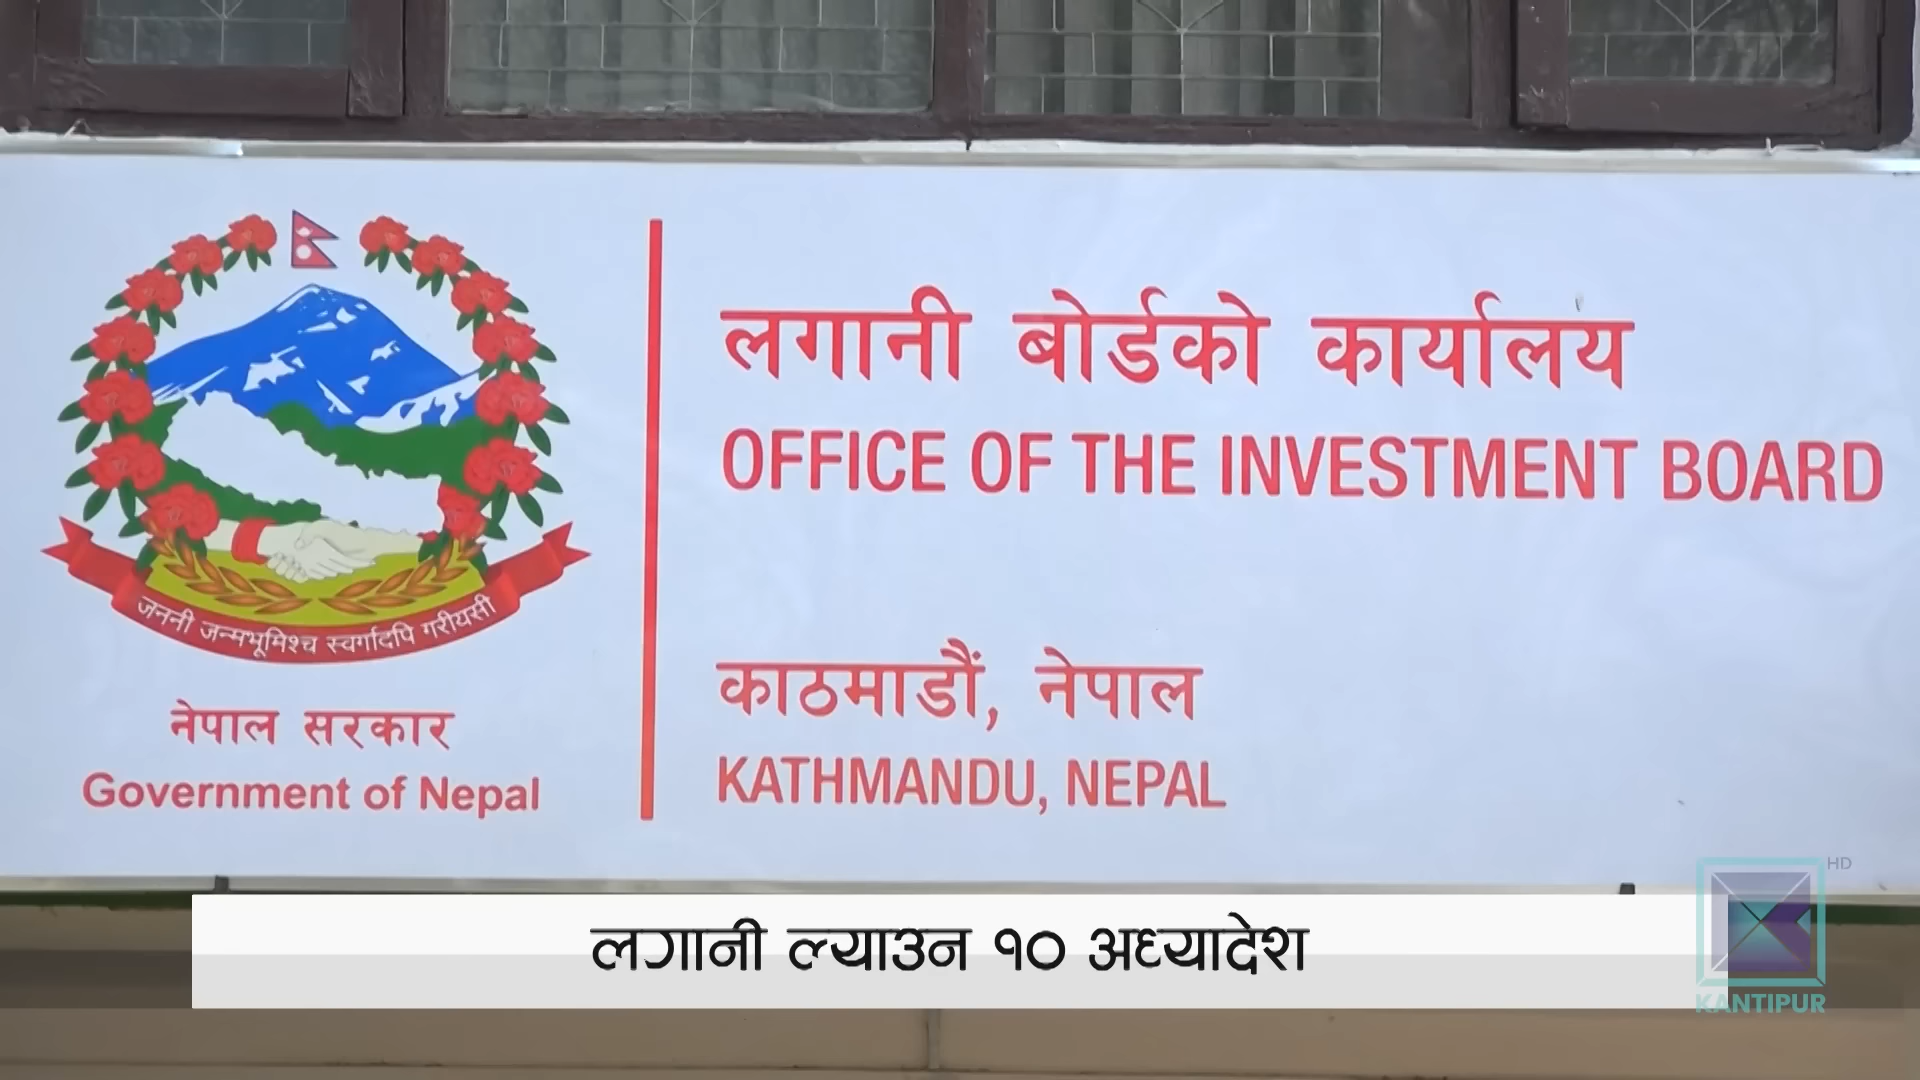 लगानी बोर्डको कार्यालय
OFFICE OF THE INVESTMENT BOARD
काठमाडौं, नेपाल
KATHMANDU, NEPAL
जननी जन्मभूमिश्च स्वर्गादपि गरीयसी
नेपाल सरकार
Government of Nepal
HD
KANTIPUR
लगानी ल्याउन १० अध्यादेश